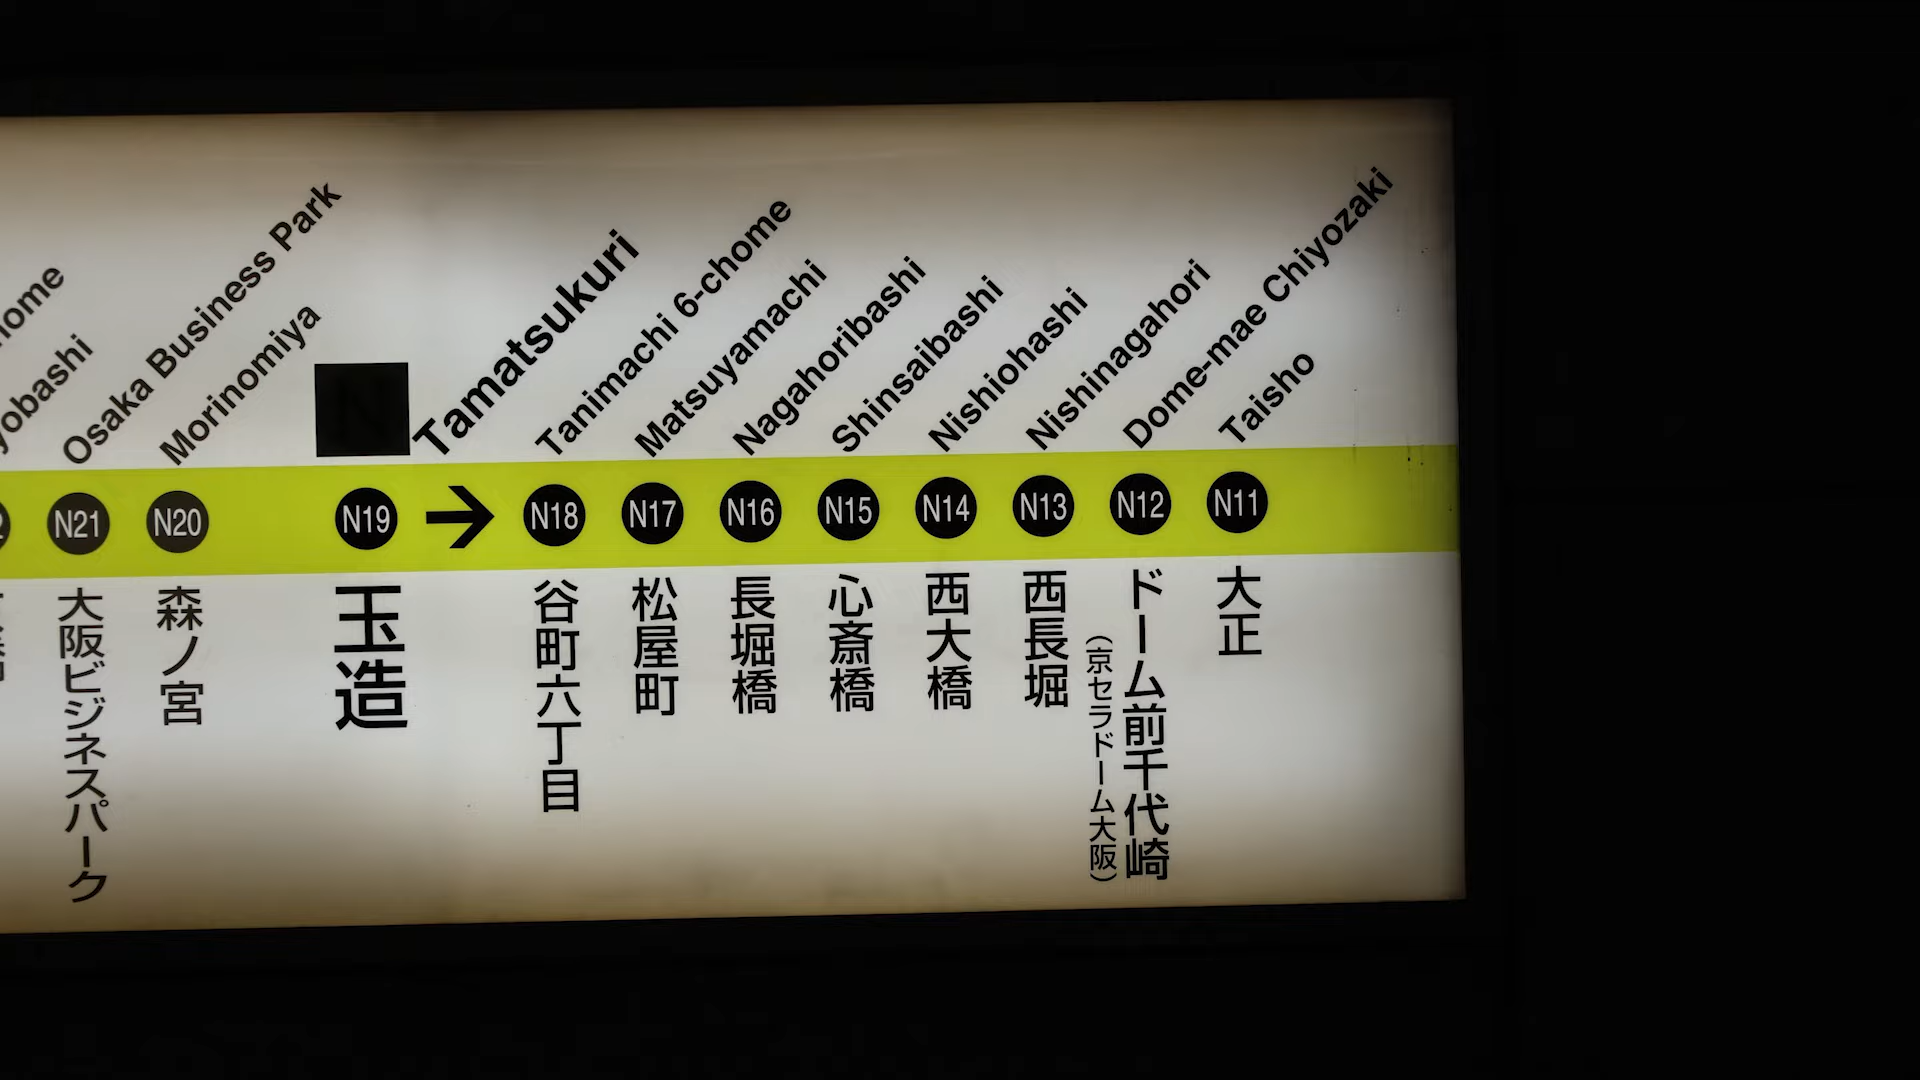 Osaka Business Park
Morinomiya
Tamatsukuri
Tanimachi 6-chome
Matsuyamachi
Nagahoribashi
Shinsaibashi
Nishiohashi
Nishinagahori
Dome-mae Chiyozaki
Taisho
N
N21
N20
N19
→
N18
N17
N16
N15
N14
N13
N12
N11
大阪ビジネスパーク
森ノ宮
玉造
谷町六丁目
松屋町
長堀橋
心斎橋
西大橋
西長堀
ドーム前千代崎
（京セラドーム大阪）
大正